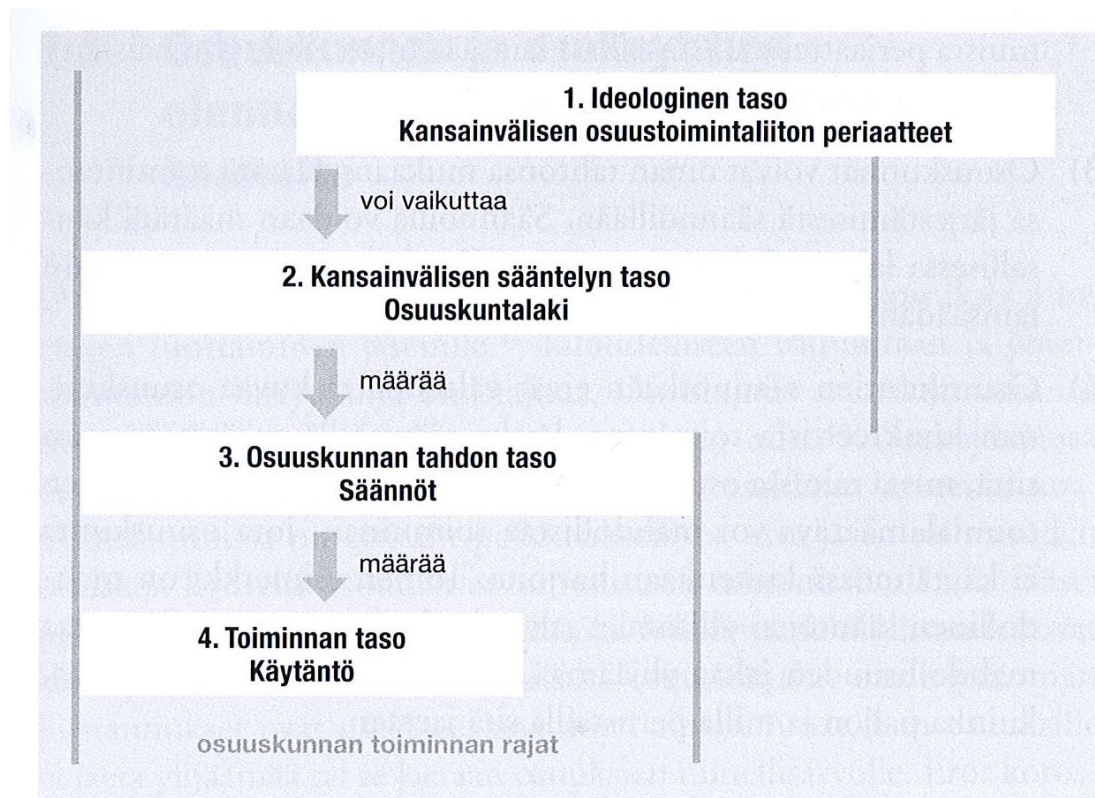 1. Ideologinen taso
Kansainvälisen osuustoimintaliiton periaatteet
voi vaikuttaa
2. Kansainvälisen sääntelyn taso
Osuuskuntalaki
määrää
3. Osuuskunnan tahdon taso
Säännöt
määrää
4. Toiminnan taso
Käytäntö
osuuskunnan toiminnan rajat